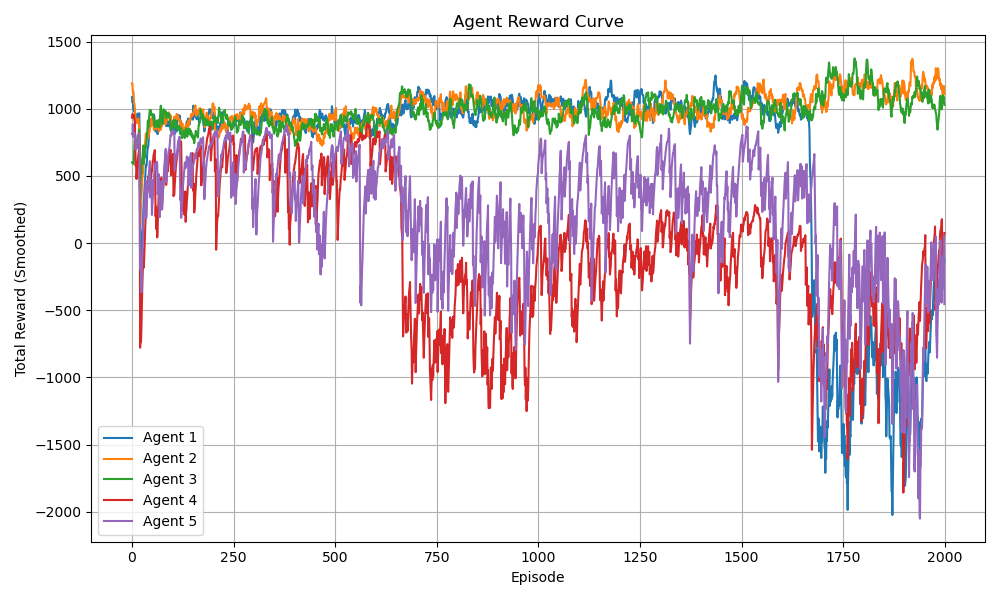 Agent Reward Curve
Total Reward (Smoothed)
1500
1000
500
0
−500
−1000
−1500
−2000
Agent 1
Agent 2
Agent 3
Agent 4
Agent 5
0 250 500 750 1000 1250 1500 1750 2000
Episode